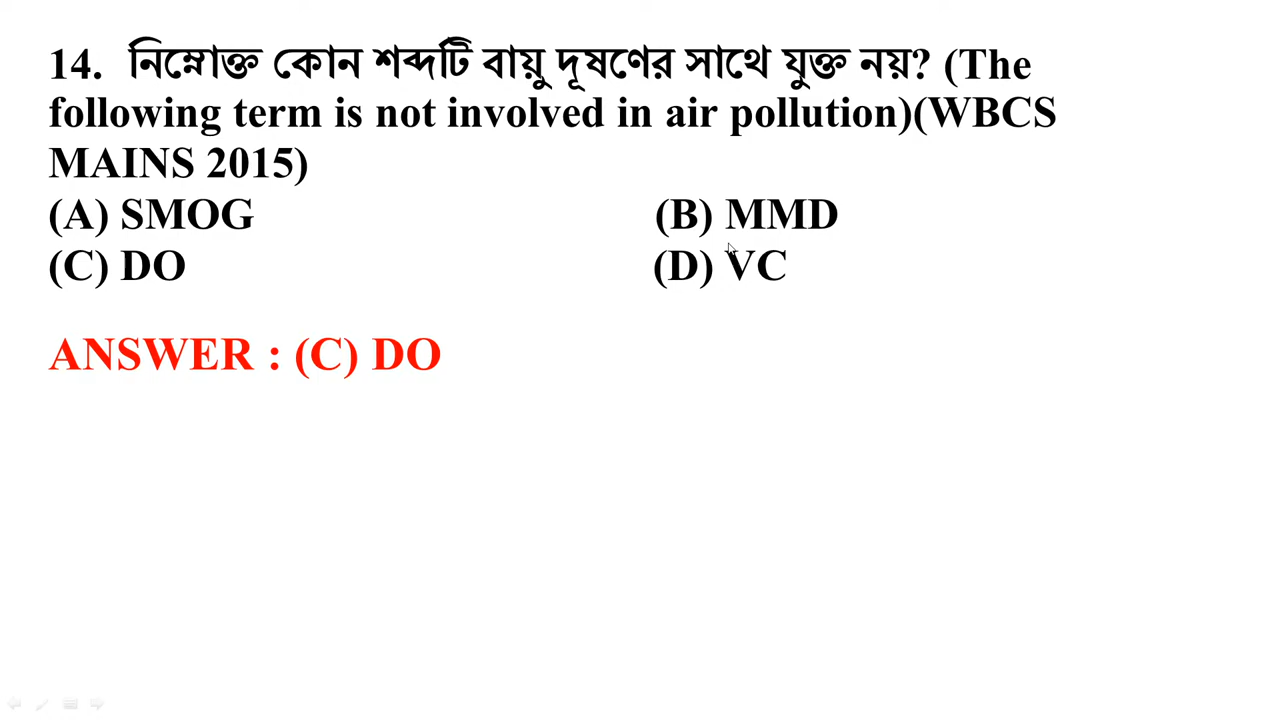 14. নিম্নোক্ত কোন শব্দটি বায়ু দূষণের সাথে যুক্ত নয়? (The
following term is not involved in air pollution)(WBCS
MAINS 2015)
(A) SMOG (B) MMD
(C) DO (D) VC
ANSWER : (C) DO